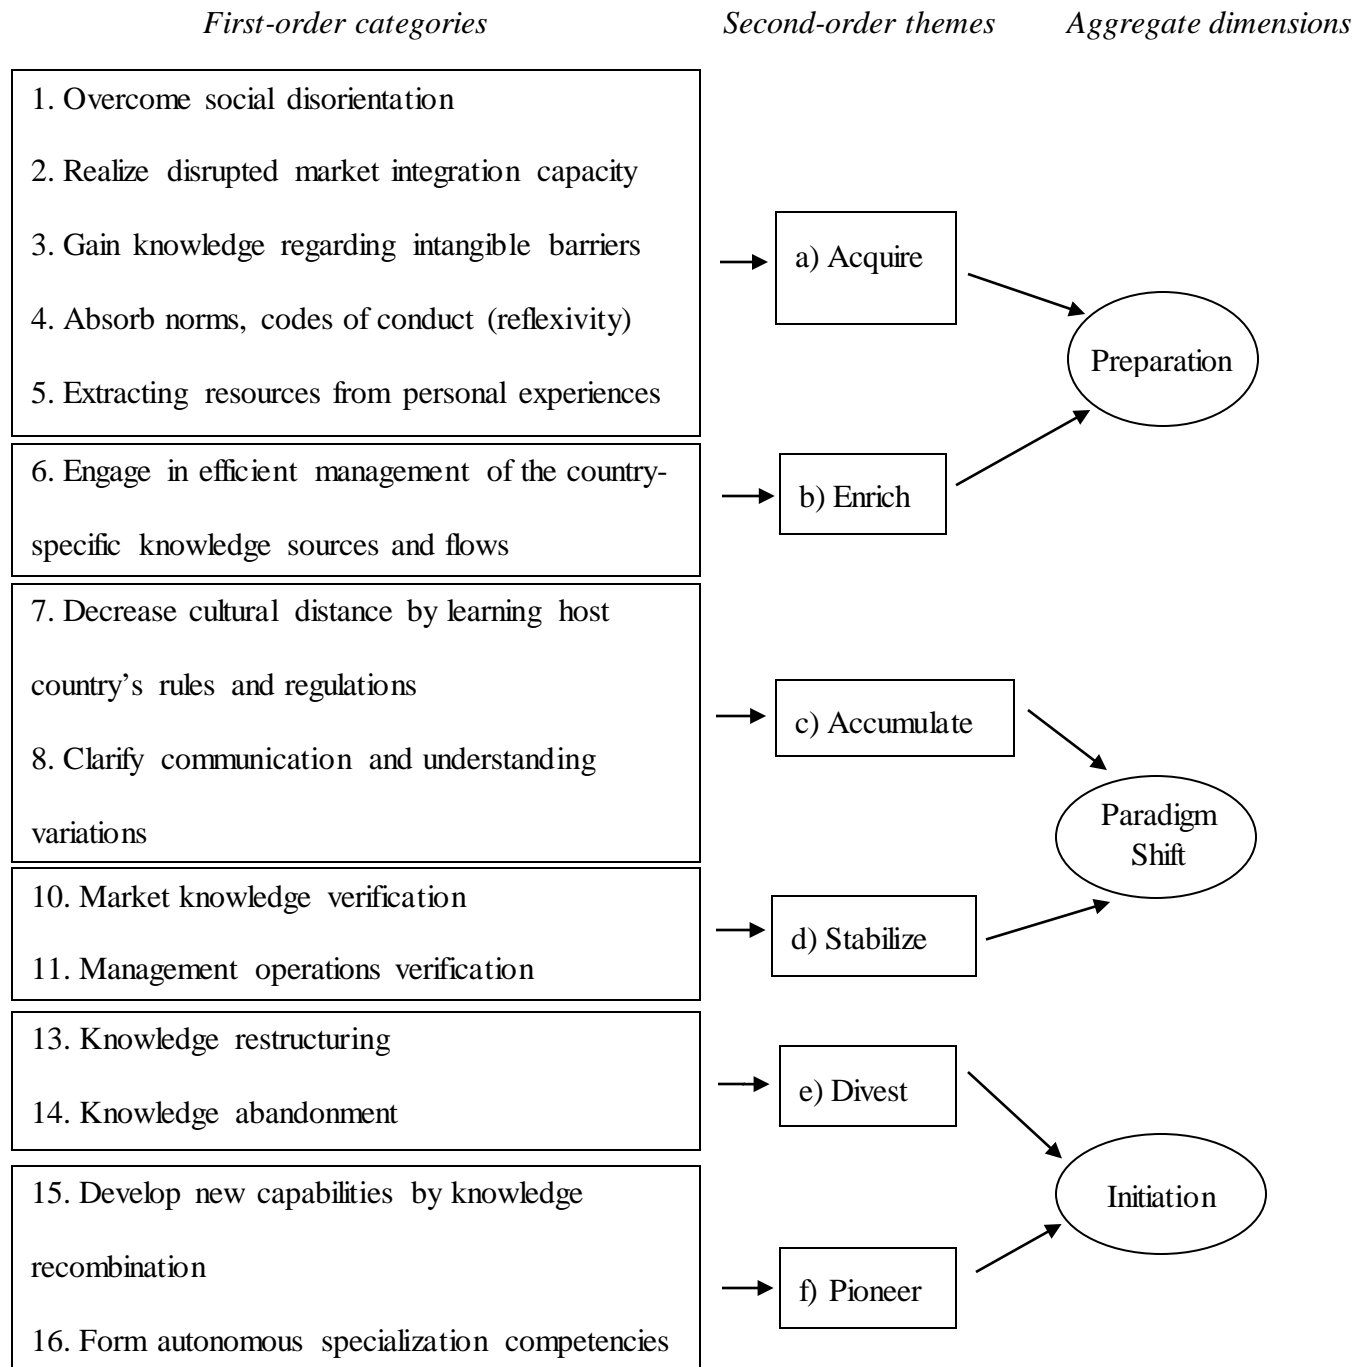 First-order categories
Second-order themes
Aggregate dimensions
1. Overcome social disorientation
2. Realize disrupted market integration capacity
3. Gain knowledge regarding intangible barriers
4. Absorb norms, codes of conduct (reflexivity)
5. Extracting resources from personal experiences
a) Acquire
Preparation
6. Engage in efficient management of the country-
specific knowledge sources and flows
b) Enrich
7. Decrease cultural distance by learning host
country’s rules and regulations
8. Clarify communication and understanding
variations
c) Accumulate
Paradigm
Shift
10. Market knowledge verification
11. Management operations verification
d) Stabilize
13. Knowledge restructuring
14. Knowledge abandonment
e) Divest
Initiation
15. Develop new capabilities by knowledge
recombination
16. Form autonomous specialization competencies
f) Pioneer